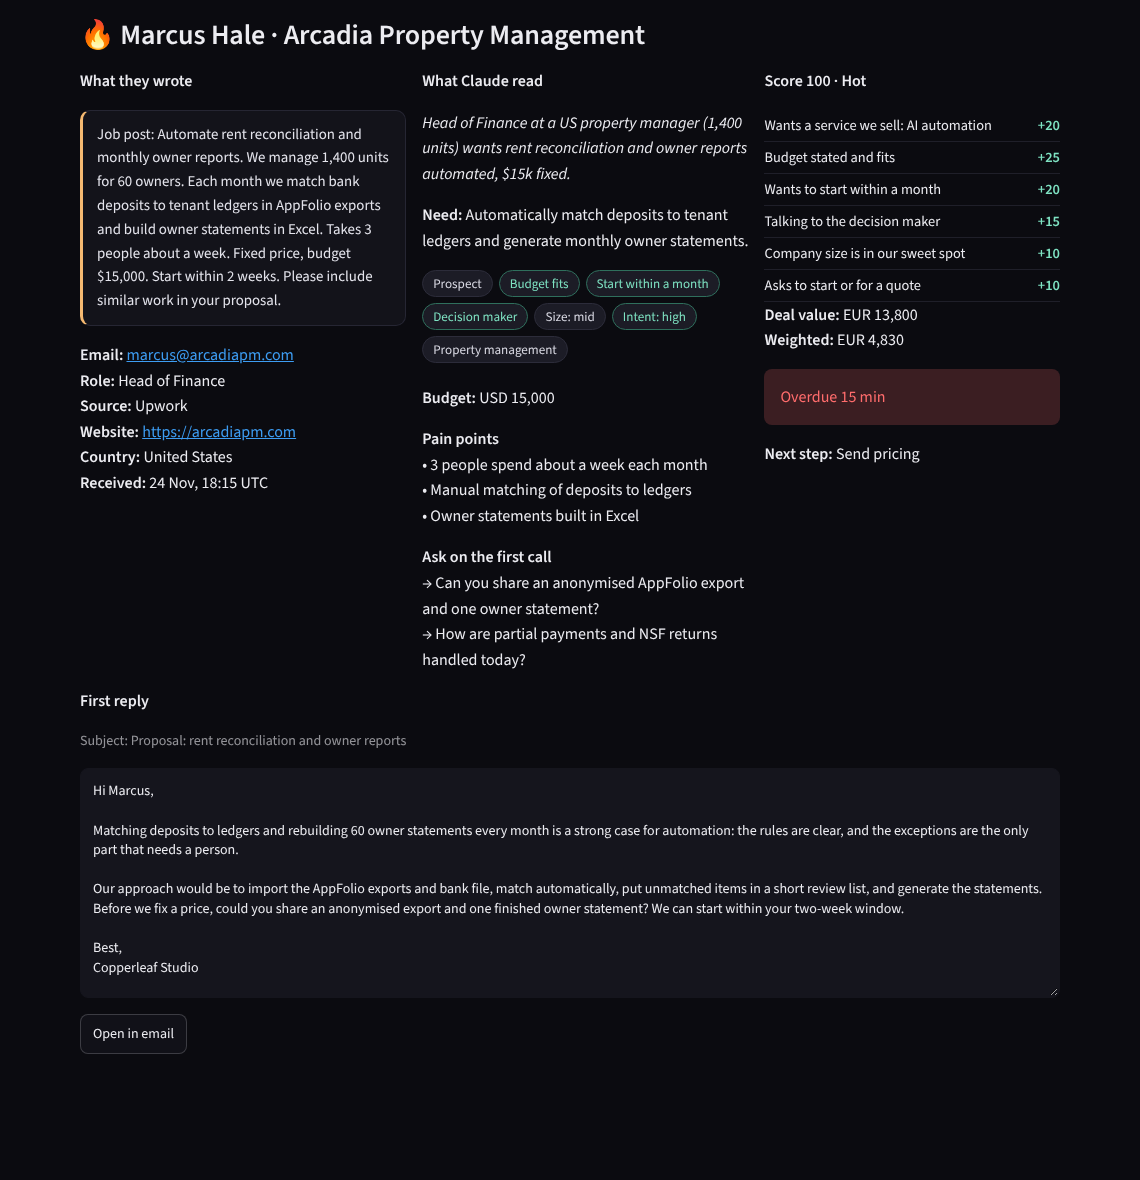 🔥 Marcus Hale · Arcadia Property Management
What they wrote
Job post: Automate rent reconciliation and
monthly owner reports. We manage 1,400 units
for 60 owners. Each month we match bank
deposits to tenant ledgers in AppFolio exports
and build owner statements in Excel. Takes 3
people about a week. Fixed price, budget
$15,000. Start within 2 weeks. Please include
similar work in your proposal.
Email: marcus@arcadiapm.com
Role: Head of Finance
Source: Upwork
Website: https://arcadiapm.com
Country: United States
Received: 24 Nov, 18:15 UTC
What Claude read
Head of Finance at a US property manager (1,400
units) wants rent reconciliation and owner reports
automated, $15k fixed.
Need: Automatically match deposits to tenant
ledgers and generate monthly owner statements.
Prospect Budget fits Start within a month
Decision maker Size: mid Intent: high
Property management
Budget: USD 15,000
Pain points
• 3 people spend about a week each month
• Manual matching of deposits to ledgers
• Owner statements built in Excel
Ask on the first call
→ Can you share an anonymised AppFolio export
and one owner statement?
→ How are partial payments and NSF returns
handled today?
Score 100 · Hot
Wants a service we sell: AI automation +20
Budget stated and fits +25
Wants to start within a month +20
Talking to the decision maker +15
Company size is in our sweet spot +10
Asks to start or for a quote +10
Deal value: EUR 13,800
Weighted: EUR 4,830
Overdue 15 min
Next step: Send pricing
First reply
Subject: Proposal: rent reconciliation and owner reports
Hi Marcus,
Matching deposits to ledgers and rebuilding 60 owner statements every month is a strong case for automation: the rules are clear, and the exceptions are the only
part that needs a person.
Our approach would be to import the AppFolio exports and bank file, match automatically, put unmatched items in a short review list, and generate the statements.
Before we fix a price, could you share an anonymised export and one finished owner statement? We can start within your two-week window.
Best,
Copperleaf Studio
Open in email